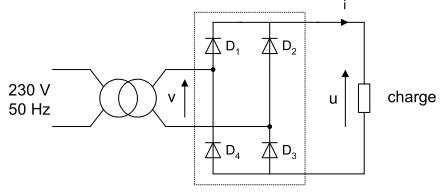 i
D1 D2
230 V
50 Hz
v
u
charge
D4 D3